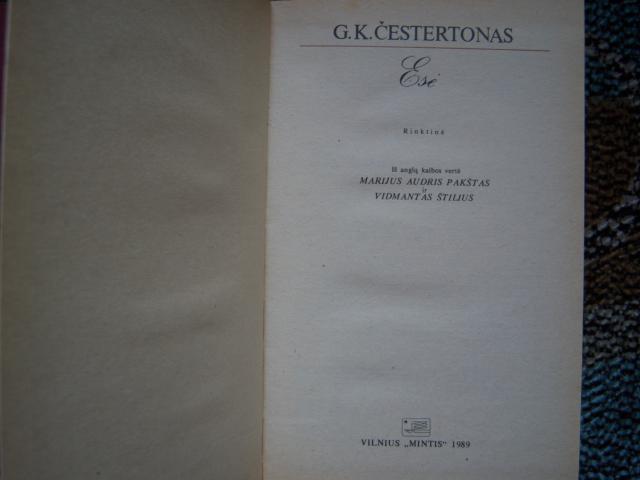 G. K. ČESTERTONAS
Esė
Rinktinė
Iš anglų kalbos vertė
MARIJUS AUDRIS PAKŠTAS
ir
VIDMANTAS ŠTILIUS
VILNIUS „MINTIS“ 1989